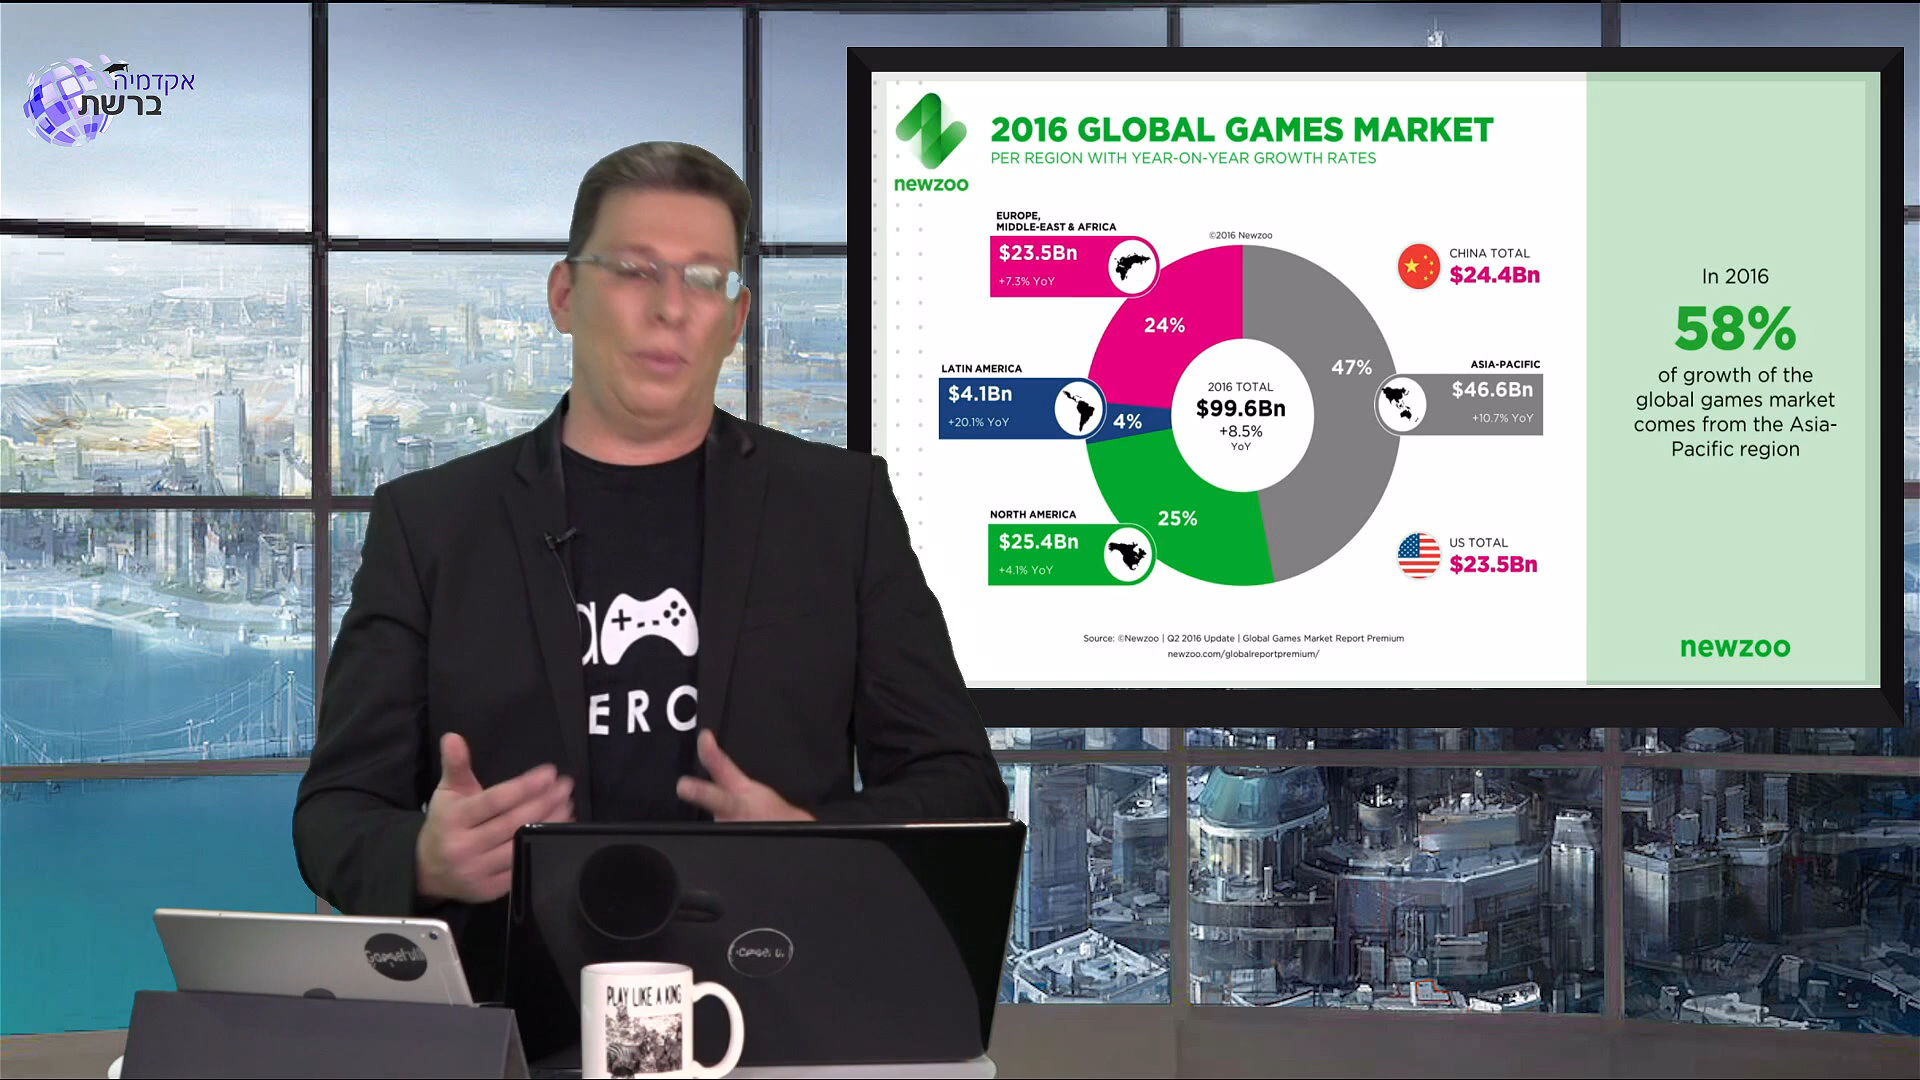 אקדמיה
ברשת
newzoo
2016 GLOBAL GAMES MARKET
PER REGION WITH YEAR-ON-YEAR GROWTH RATES
©2016 Newzoo
EUROPE,
MIDDLE-EAST & AFRICA
$23.5Bn
+7.3% YoY
24%
LATIN AMERICA
$4.1Bn
+20.1% YoY
4%
NORTH AMERICA
$25.4Bn
+4.1% YoY
25%
2016 TOTAL
$99.6Bn
+8.5%
YoY
47%
CHINA TOTAL
$24.4Bn
ASIA-PACIFIC
$46.6Bn
+10.7% YoY
US TOTAL
$23.5Bn
Source: ©Newzoo | Q2 2016 Update | Global Games Market Report Premium
newzoo.com/globalreportpremium/
In 2016
58%
of growth of the
global games market
comes from the Asia-
Pacific region
newzoo
a
ERO
PLAY LIKE A KING